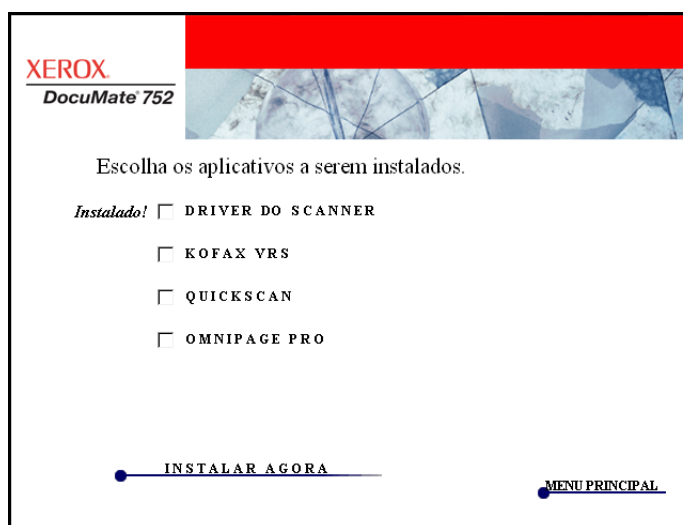 XEROX.
DocuMate® 752
Escolha os aplicativos a serem instalados.
Instalado! DRIVER DO SCANNER
KOFAX VRS
QUICKSCAN
OMNIPAGE PRO
INSTALAR AGORA
MENU PRINCIPAL